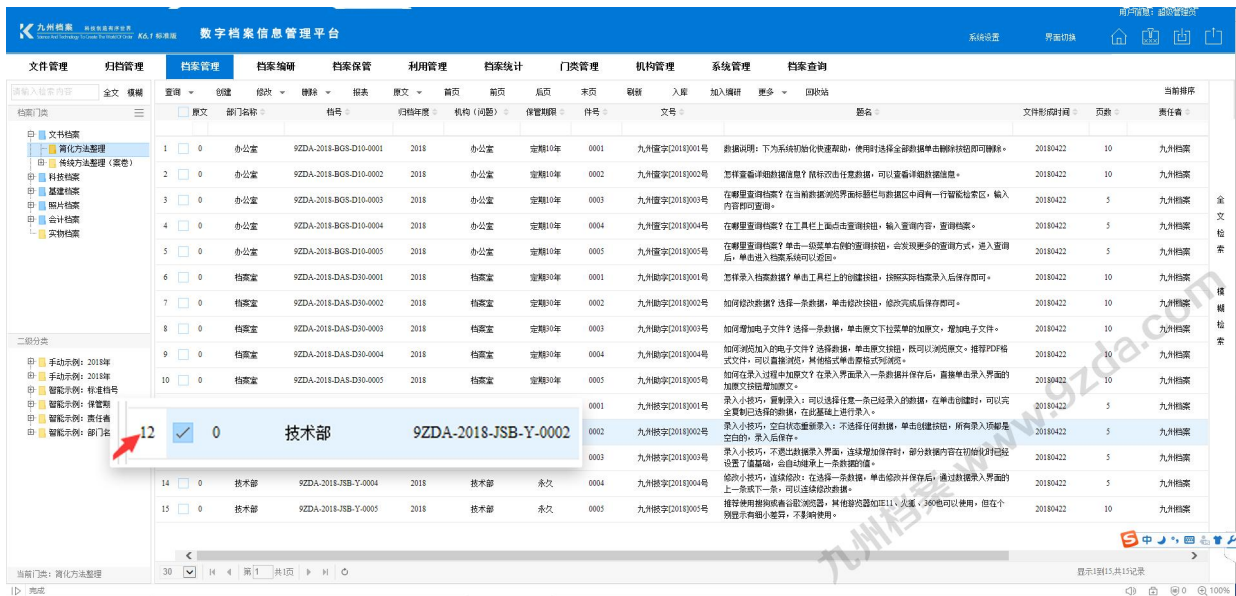 用户信息：超级管理员
九州档案 科技创造有序世界
K6.1 标准版 数字档案信息管理平台
系统设置 界面切换
文件管理 归档管理 档案管理 档案编研 档案保管 利用管理 档案统计 门类管理 机构管理 系统管理 档案查询
请输入检索内容 全文 模糊 查询 创建 修改 删除 报表 原文 首页 前页 后页 末页 刷新 入库 加入编研 更多 回收站 当前排序
档案门类 原文 部门名称 档号 归档年度 机构（问题） 保管期限 件号 文号 题名 文件形成时间 页数 责任者
文书档案
简化方法整理
传统方法整理（案卷）
科技档案
基建档案
照片档案
会计档案
实物档案
1 0 办公室 9ZDA-2018-BGS-D10-0001 2018 办公室 定期10年 0001 九州查字[2018]001号 数据说明：下为系统初始化快速帮助，使用时选择全部数据单击删除按钮即可删除。 20180422 10 九州档案
2 0 办公室 9ZDA-2018-BGS-D10-0002 2018 办公室 定期10年 0002 九州查字[2018]002号 怎样查看详细数据信息？鼠标双击任意数据，可以查看详细数据信息。 20180422 10 九州档案
3 0 办公室 9ZDA-2018-BGS-D10-0003 2018 办公室 定期10年 0003 九州查字[2018]003号 在哪里查询档案？在当前数据浏览界面标题栏与数据区中间有一行智能检索区，输入
内容即可查询。 20180422 5 九州档案
4 0 办公室 9ZDA-2018-BGS-D10-0004 2018 办公室 定期10年 0004 九州查字[2018]004号 在哪里查询档案？在工具栏上面点击查询按钮，输入查询内容，查询档案。 20180422 5 九州档案
5 0 办公室 9ZDA-2018-BGS-D10-0005 2018 办公室 定期10年 0005 九州查字[2018]005号 在哪里查询档案？单击一级菜单右侧的查询按钮，会发现更多的查询方式，进入查询
后，单击进入档案系统可以返回。 20180422 5 九州档案
6 0 档案室 9ZDA-2018-DAS-D30-0001 2018 档案室 定期30年 0001 九州助字[2018]001号 怎样录入档案数据？单击工具栏上的创建按钮，按照实际档案录入后保存即可。 20180422 10 九州档案
7 0 档案室 9ZDA-2018-DAS-D30-0002 2018 档案室 定期30年 0002 九州助字[2018]002号 如何修改数据？选择一条数据，单击修改按钮，修改完成后保存即可。 20180422 10 九州档案
8 0 档案室 9ZDA-2018-DAS-D30-0003 2018 档案室 定期30年 0003 九州助字[2018]003号 如何增加电子文件？选择一条数据，单击原文下拉菜单的加原文，增加电子文件。 20180422 10 九州档案
9 0 档案室 9ZDA-2018-DAS-D30-0004 2018 档案室 定期30年 0004 九州助字[2018]004号 如何浏览加入的电子文件？选择数据，单击原文按钮，既可以浏览原文。推荐PDF格
式文件，可以直接浏览，其他格式单击原格式列浏览。 20180422 10 九州档案
10 0 档案室 9ZDA-2018-DAS-D30-0005 2018 档案室 定期30年 0005 九州助字[2018]005号 如何在录入过程中加原文？在录入界面录入一条数据并保存后，直接单击录入界面的
加原文按钮增加原文。 20180422 10 九州档案
0001 九州技字[2018]001号 录入小技巧，复制录入：可以选择任意一条已经录入的数据，在单击创建时，可以完
全复制已选择的数据，在此基础上进行录入。 20180422 5 九州档案
12 0 技术部 9ZDA-2018-JSB-Y-0002
0002 九州技字[2018]002号 录入小技巧，空白状态重新录入：不选择任何数据，单击创建按钮，所有录入项都是
空白的，录入后保存。 20180422 5 九州档案
0003 九州技字[2018]003号 录入小技巧，不退出数据录入界面，连续增加保存时，部分数据内容在初始化时已经
设置了值基础，会自动继承上一条数据的值。 20180422 5 九州档案
14 0 技术部 9ZDA-2018-JSB-Y-0004 2018 技术部 永久 0004 九州技字[2018]004号 修改小技巧，连续修改：在选择一条数据，单击修改并保存后，通过数据录入界面的
上一条或下一条，可以连续修改数据。 20180422 5 九州档案
15 0 技术部 9ZDA-2018-JSB-Y-0005 2018 技术部 永久 0005 九州技字[2018]005号 推荐使用搜狗或者谷歌浏览器，其他游览器如IE11、火狐、360也可以使用，但在个
别显示有细小差异，不影响使用。 20180422 10 九州档案
二级分类
手动示例：2018年
手动示例：2018年
智能示例：标准档号
智能示例：保管期
智能示例：责任者
智能示例：部门名
全文检索
模糊检索
九州档案 www.9zda.com
中
30 第 1 共1页 显示1到15,共15记录
当前门类：简化方法整理
完成 0 100%